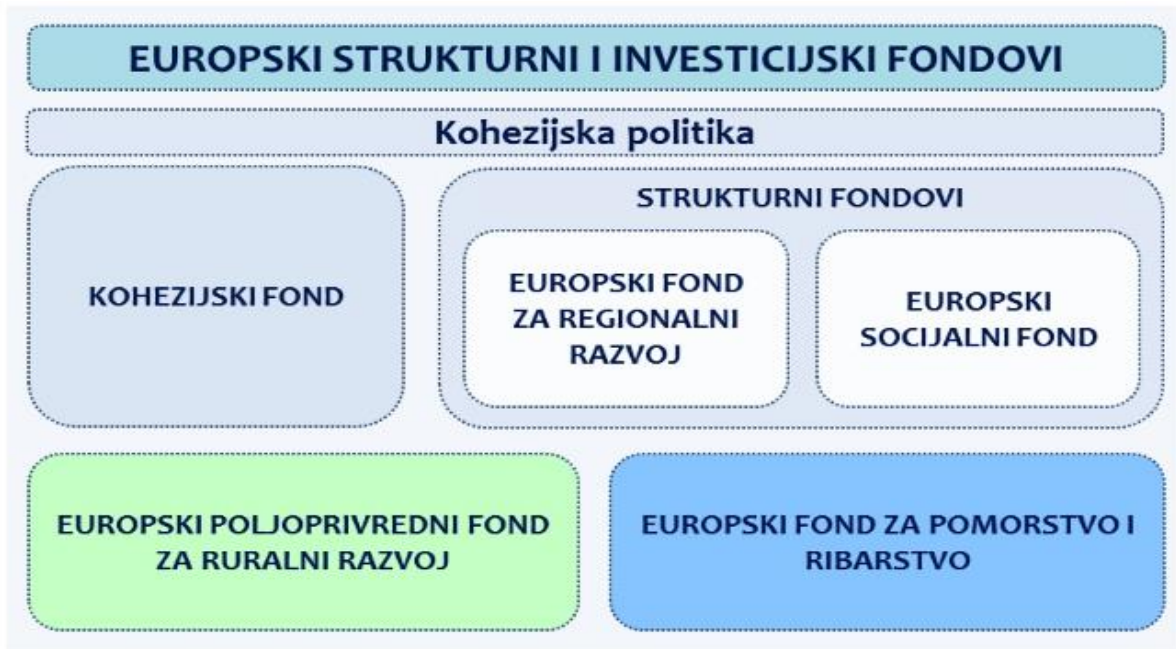 EUROPSKI STRUKTURNI I INVESTICIJSKI FONDOVI
Kohezijska politika
KOHEZIJSKI FOND
STRUKTURNI FONDOVI
EUROPSKI FOND
ZA REGIONALNI
RAZVOJ
EUROPSKI
SOCIJALNI FOND
EUROPSKI POLJOPRIVREDNI FOND
ZA RURALNI RAZVOJ
EUROPSKI FOND ZA POMORSTVO I
RIBARSTVO